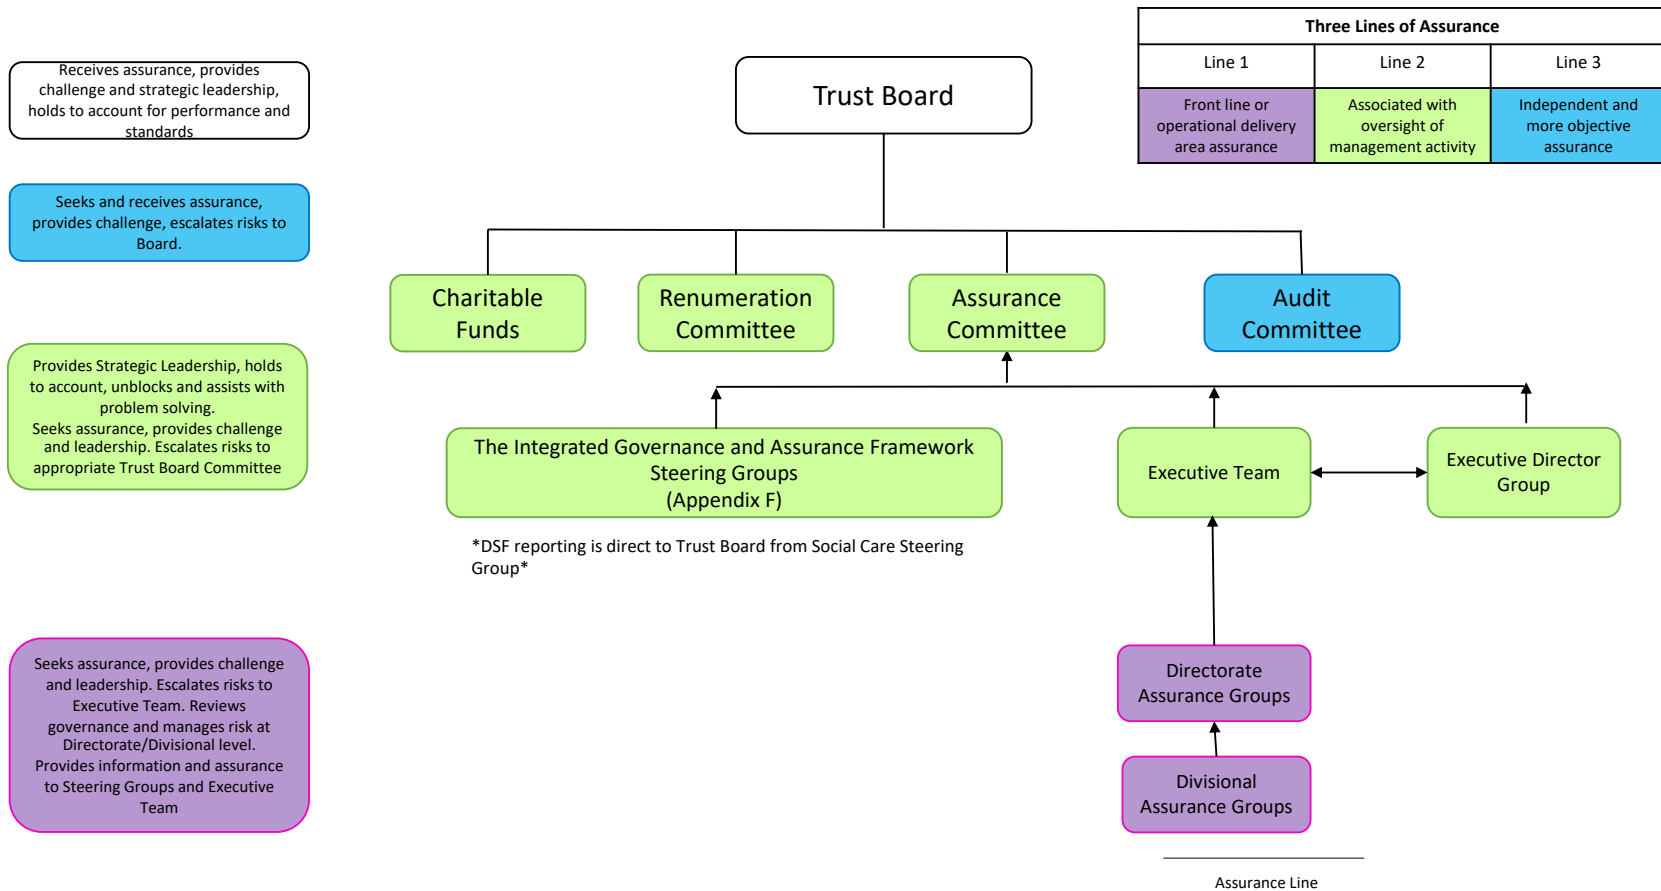 Three Lines of Assurance
Line 1
Line 2
Line 3
Front line or
operational delivery
area assurance
Associated with
oversight of
management activity
Independent and
more objective
assurance
Receives assurance, provides
challenge and strategic leadership,
holds to account for performance and
standards
Trust Board
Seeks and receives assurance,
provides challenge, escalates risks to
Board.
Charitable
Funds
Renumeration
Committee
Assurance
Committee
Audit
Committee
Provides Strategic Leadership, holds
to account, unblocks and assists with
problem solving.
Seeks assurance, provides challenge
and leadership. Escalates risks to
appropriate Trust Board Committee
The Integrated Governance and Assurance Framework
Steering Groups
(Appendix F)
Executive Team
Executive Director
Group
*DSF reporting is direct to Trust Board from Social Care Steering
Group*
Seeks assurance, provides challenge
and leadership. Escalates risks to
Executive Team. Reviews
governance and manages risk at
Directorate/Divisional level.
Provides information and assurance
to Steering Groups and Executive
Team
Directorate
Assurance Groups
Divisional
Assurance Groups
Assurance Line